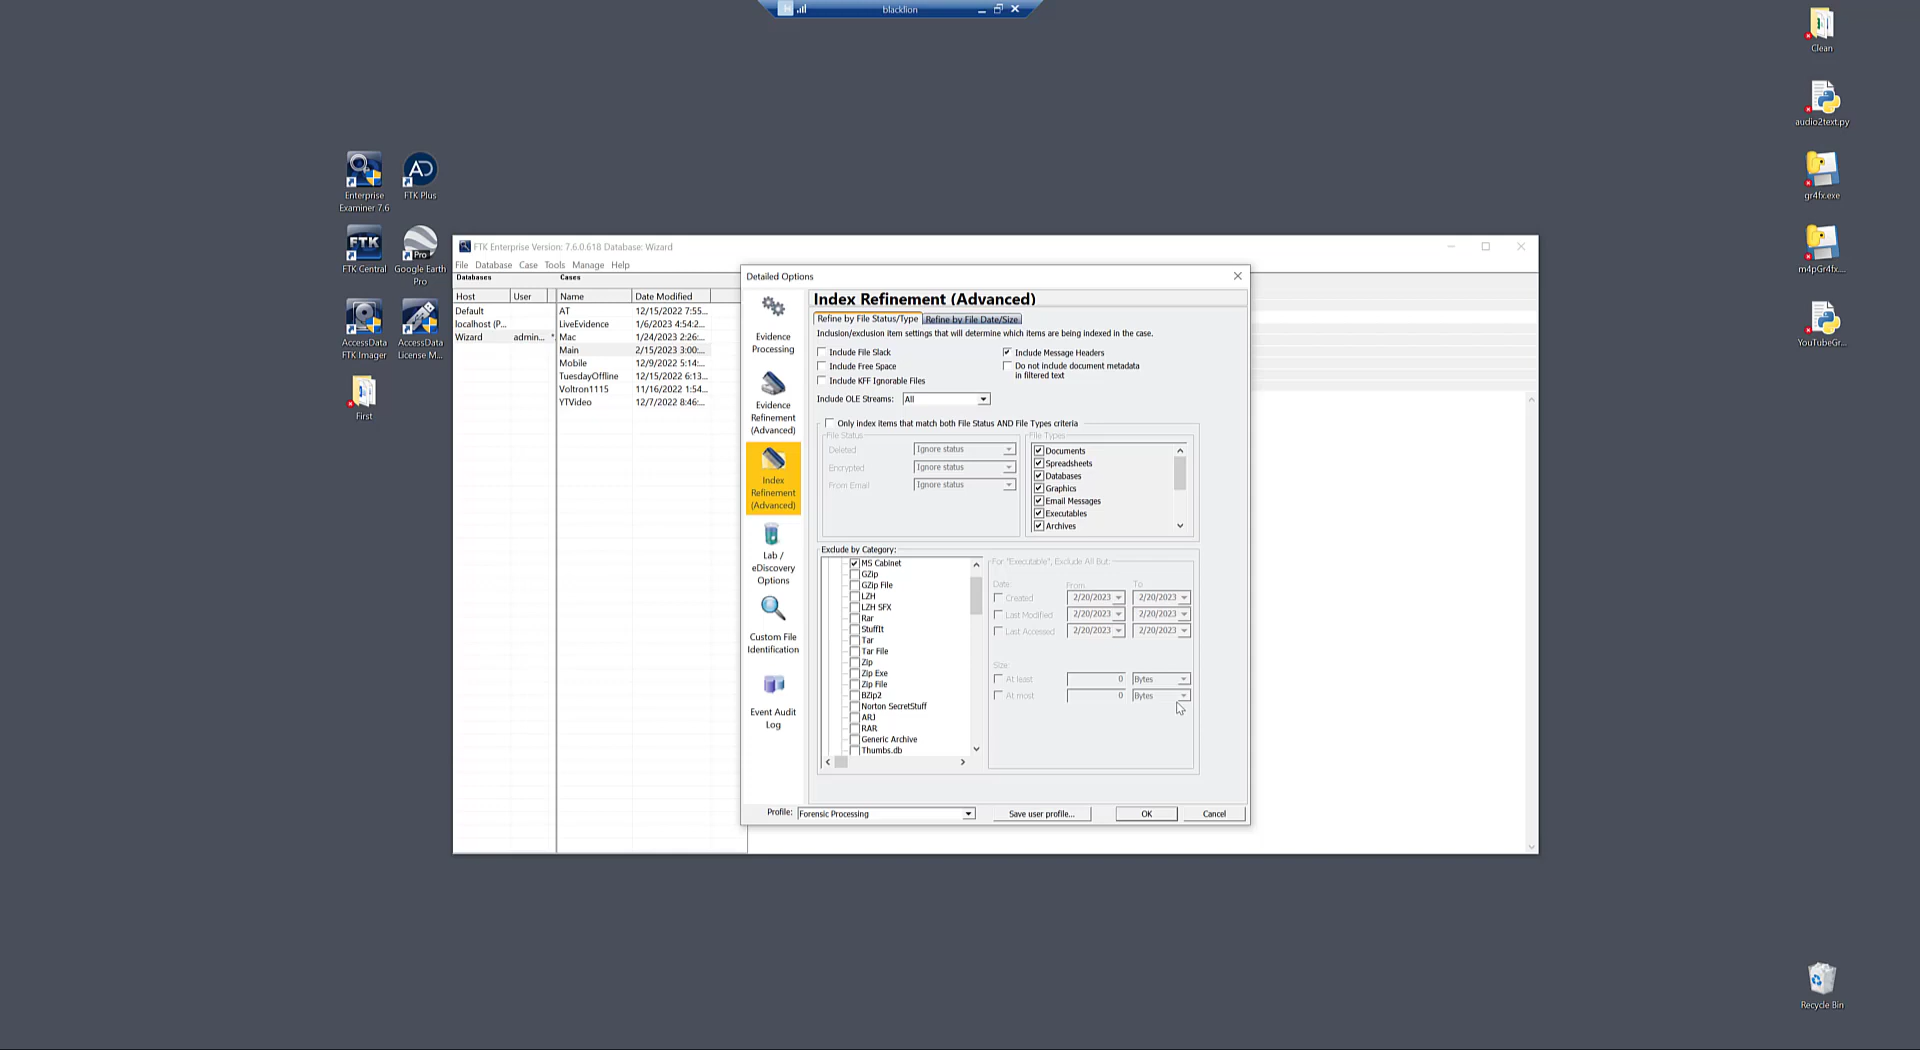 blacklion
Clean
audio2text.py
gr4fx.exe
m4pGr4fx....
YouTubeGr...
Recycle Bin
Enterprise
Examiner 7.6
FTK Plus
FTK
FTK Central
Pro
Google Earth
Pro
AccessData
FTK Imager
AccessData
License M...
First
FTK Enterprise Version: 7.6.0.618 Database: Wizard
File Database Case Tools Manage Help
Databases
Cases
Host User
Default
localhost (P...
Wizard admin... *
Name Date Modified
AT 12/15/2022 7:55...
LiveEvidence 1/6/2023 4:54:2...
Mac 1/24/2023 2:26:...
Main 2/15/2023 3:00:...
Mobile 12/9/2022 5:14:...
TuesdayOffline 12/15/2022 6:13...
Voltron1115 11/16/2022 1:54...
YTVideo 12/7/2022 8:46:...
Detailed Options
Evidence
Processing
Evidence
Refinement
(Advanced)
Index
Refinement
(Advanced)
Lab /
eDiscovery
Options
Custom File
Identification
Event Audit
Log
Index Refinement (Advanced)
Refine by File Status/Type Refine by File Date/Size
Inclusion/exclusion item settings that will determine which items are being indexed in the case.
Include File Slack
Include Free Space
Include KFF Ignorable Files
Include Message Headers
Do not include document metadata
in filtered text
Include OLE Streams: All
Only index items that match both File Status AND File Types criteria
File Status
Deleted Ignore status
Encrypted Ignore status
From Email Ignore status
File Types
Documents
Spreadsheets
Databases
Graphics
Email Messages
Executables
Archives
Exclude by Category:
MS Cabinet
GZip
GZip File
LZH
LZH SFX
Rar
StuffIt
Tar
Tar File
Zip
Zip Exe
Zip File
BZip2
Norton SecretStuff
ARJ
RAR
Generic Archive
Thumbs.db
For "Executable", Exclude All But:
Date: From To
Created 2/20/2023 2/20/2023
Last Modified 2/20/2023 2/20/2023
Last Accessed 2/20/2023 2/20/2023
Size:
At least 0 Bytes
At most 0 Bytes
Profile: Forensic Processing Save user profile... OK Cancel